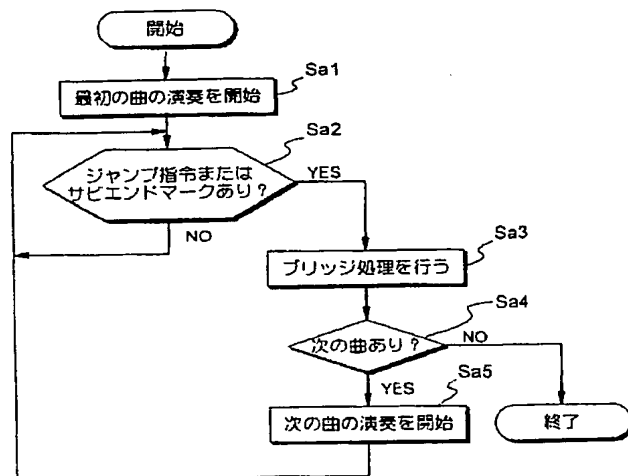 開始
Sa1
最初の曲の演奏を開始
Sa2
ジャンプ指令または
サビエンドマークあり？
YES
NO
Sa3
ブリッジ処理を行う
Sa4
次の曲あり？
NO
YES
Sa5
次の曲の演奏を開始
終了